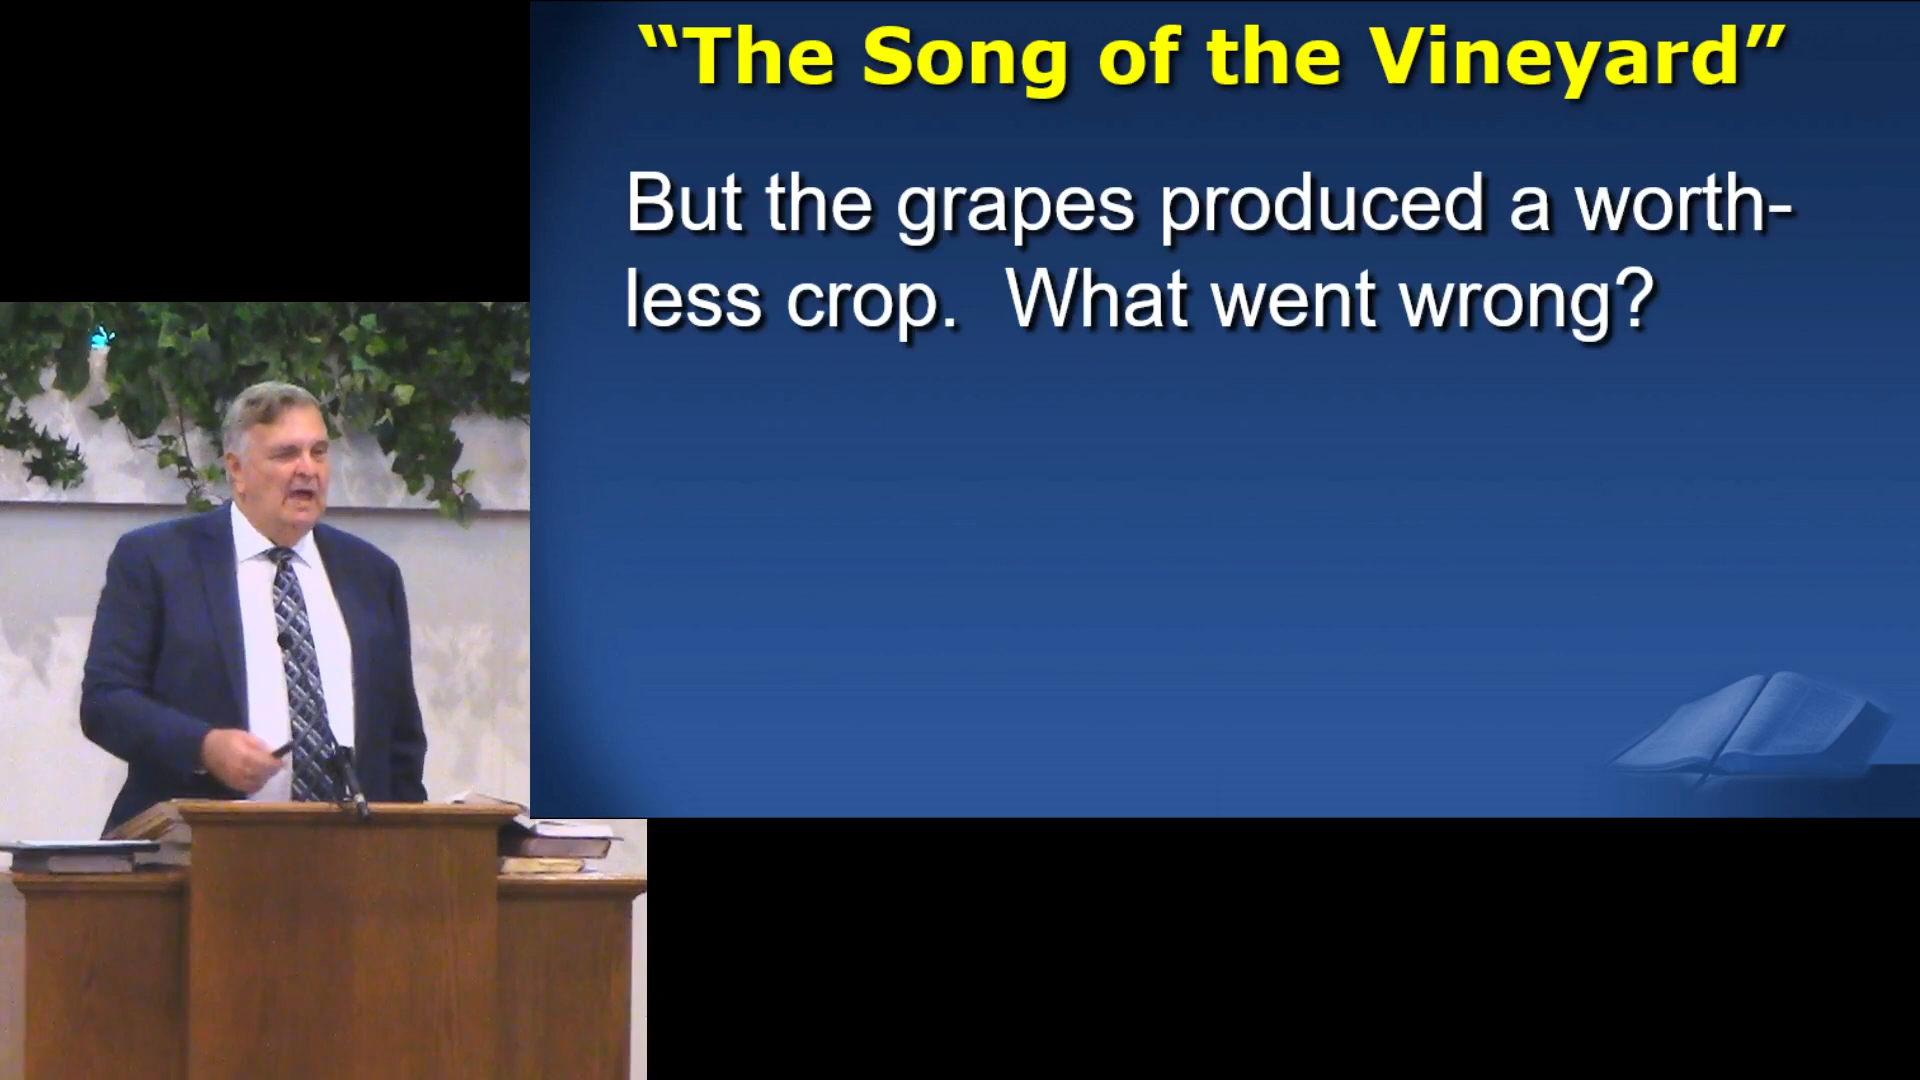 “The Song of the Vineyard”
But the grapes produced a worth-
less crop.  What went wrong?